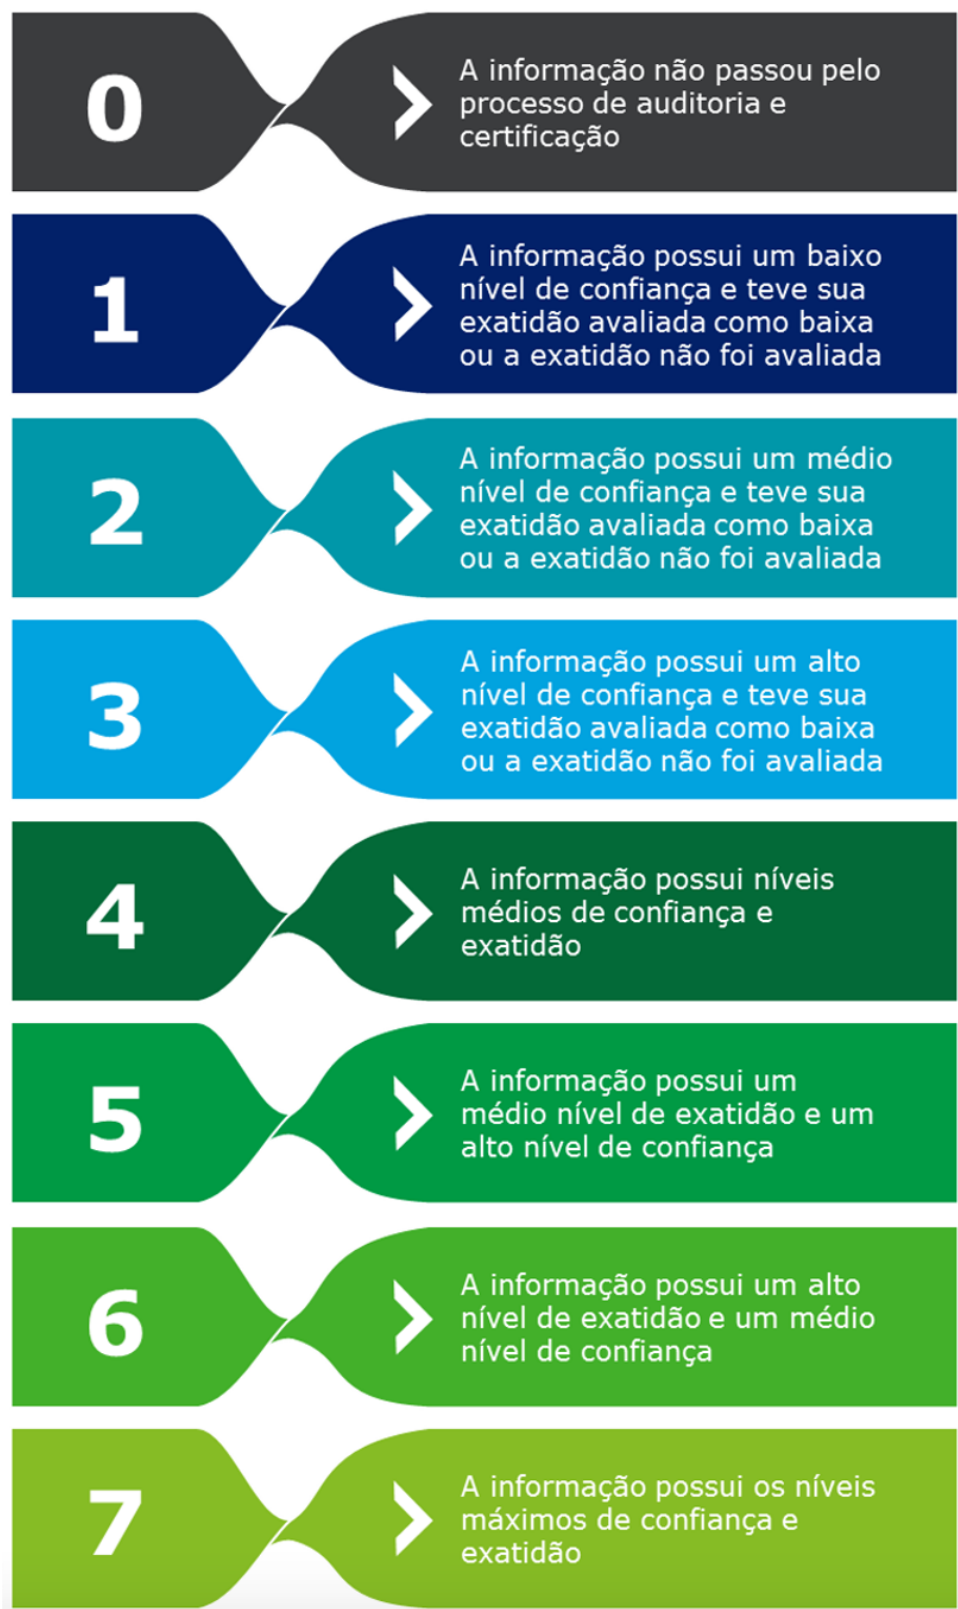 0
A informação não passou pelo
processo de auditoria e
certificação
1
A informação possui um baixo
nível de confiança e teve sua
exatidão avaliada como baixa
ou a exatidão não foi avaliada
2
A informação possui um médio
nível de confiança e teve sua
exatidão avaliada como baixa
ou a exatidão não foi avaliada
3
A informação possui um alto
nível de confiança e teve sua
exatidão avaliada como baixa
ou a exatidão não foi avaliada
4
A informação possui níveis
médios de confiança e
exatidão
5
A informação possui um
médio nível de exatidão e um
alto nível de confiança
6
A informação possui um alto
nível de exatidão e um médio
nível de confiança
7
A informação possui os níveis
máximos de confiança e
exatidão